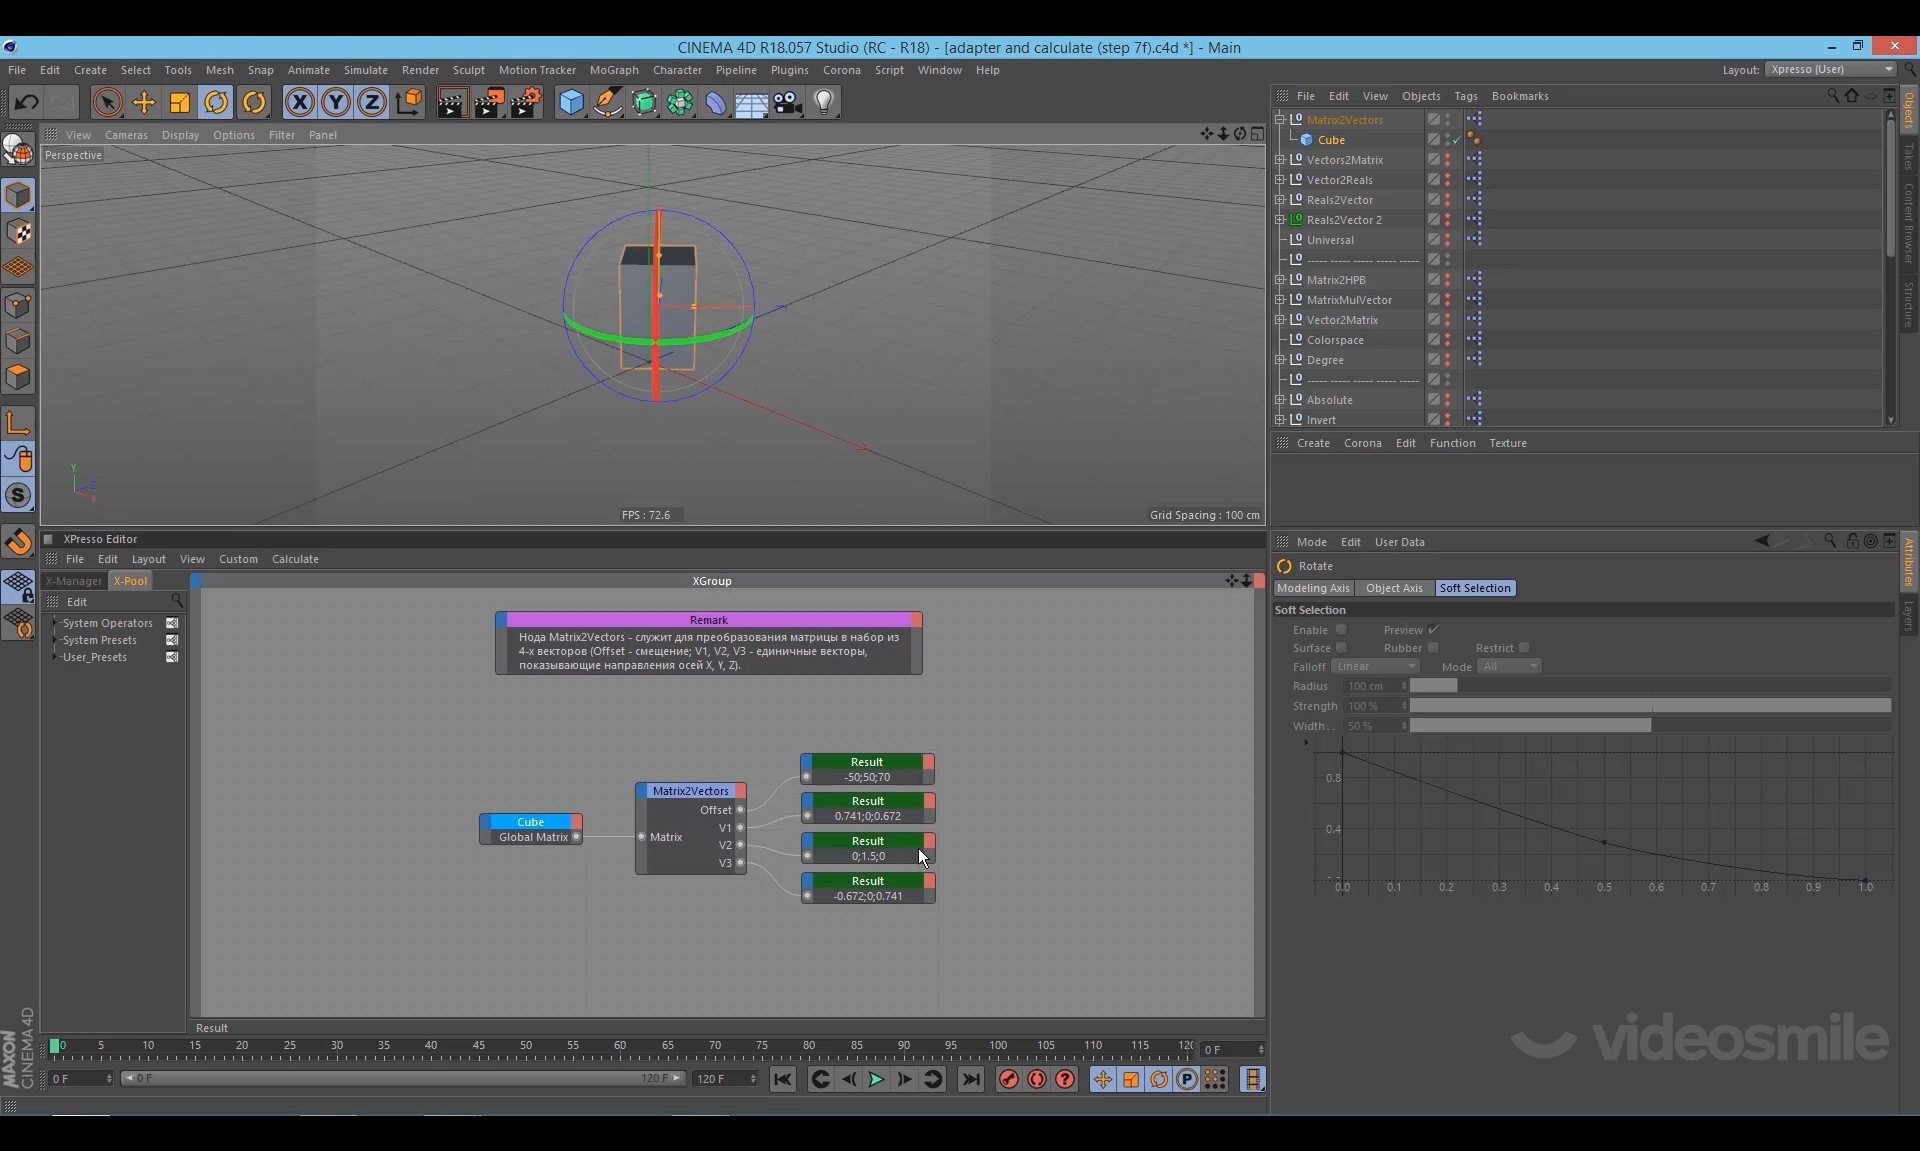 CINEMA 4D R18.057 Studio (RC - R18) - [adapter and calculate (step 7f).c4d *] - Main
File Edit Create Select Tools Mesh Snap Animate Simulate Render Sculpt Motion Tracker MoGraph Character Pipeline Plugins Corona Script Window Help
Layout: Xpresso (User)
View Cameras Display Options Filter Panel
Perspective
FPS : 72.6
Grid Spacing : 100 cm
File Edit View Objects Tags Bookmarks
Matrix2Vectors
Cube
Vectors2Matrix
Vector2Reals
Reals2Vector
Reals2Vector 2
Universal
----- ----- ----- ----- -----
Matrix2HPB
MatrixMulVector
Vector2Matrix
Colorspace
Degree
----- ----- ----- ----- -----
Absolute
Invert
Objects
Takes
Content Browser
Structure
Create Corona Edit Function Texture
XPresso Editor
File Edit Layout View Custom Calculate
X-Manager X-Pool
Edit
System Operators
System Presets
User_Presets
XGroup
Remark
Нода Matrix2Vectors - служит для преобразования матрицы в набор из
4-х векторов (Offset - смещение; V1, V2, V3 - единичные векторы,
показывающие направления осей X, Y, Z).
Cube
Global Matrix
Matrix2Vectors
Matrix
Offset
V1
V2
V3
Result
-50;50;70
Result
0.741;0;0.672
Result
0;1.5;0
Result
-0.672;0;0.741
Result
Mode Edit User Data
Rotate
Modeling Axis Object Axis Soft Selection
Soft Selection
Enable Preview
Surface Rubber Restrict
Falloff Linear Mode All
Radius 100 cm
Strength 100 %
Width. . 50 %
0.8
0.4
0.0 0.1 0.2 0.3 0.4 0.5 0.6 0.7 0.8 0.9 1.0
Attributes
Layers
0 5 10 15 20 25 30 35 40 45 50 55 60 65 70 75 80 85 90 95 100 105 110 115 120
0 F
0 F 0 F 120 F 120 F
MAXON
CINEMA 4D
videosmile
X Y Z
S
P
Y
Z
X